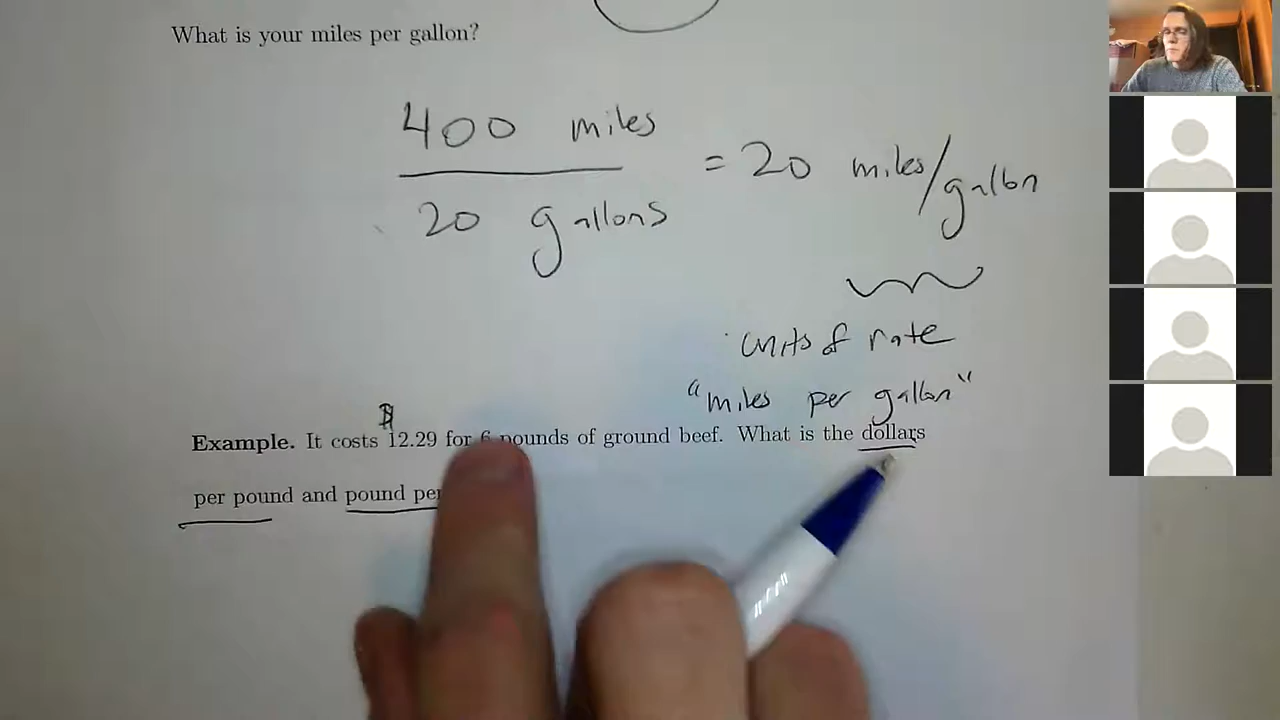 What is your miles per gallon?
400 miles
20 gallons
= 20 miles/gallon
units of rate
"miles per gallon"
$
Example. It costs 12.29 for 6 pounds of ground beef. What is the dollars
per pound and pound per